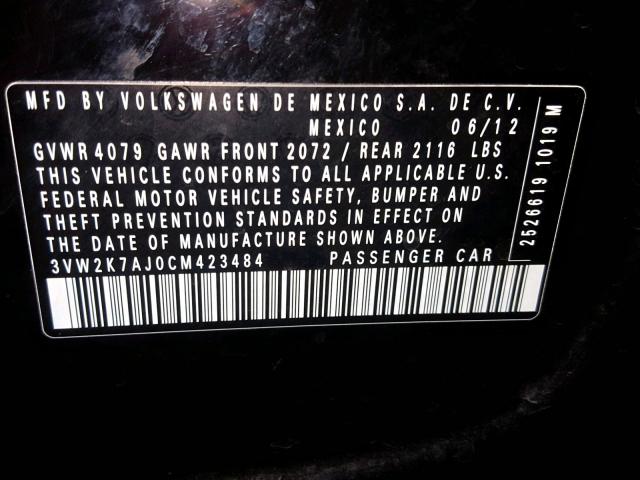 MFD BY VOLKSWAGEN DE MEXICO S.A. DE C.V.
MEXICO 06/12
GVWR 4079 GAWR FRONT 2072 / REAR 2116 LBS
THIS VEHICLE CONFORMS TO ALL APPLICABLE U.S.
FEDERAL MOTOR VEHICLE SAFETY, BUMPER AND
THEFT PREVENTION STANDARDS IN EFFECT ON
THE DATE OF MANUFACTURE SHOWN ABOVE.
3VW2K7AJ0CM423484 PASSENGER CAR
2526619 1019 M